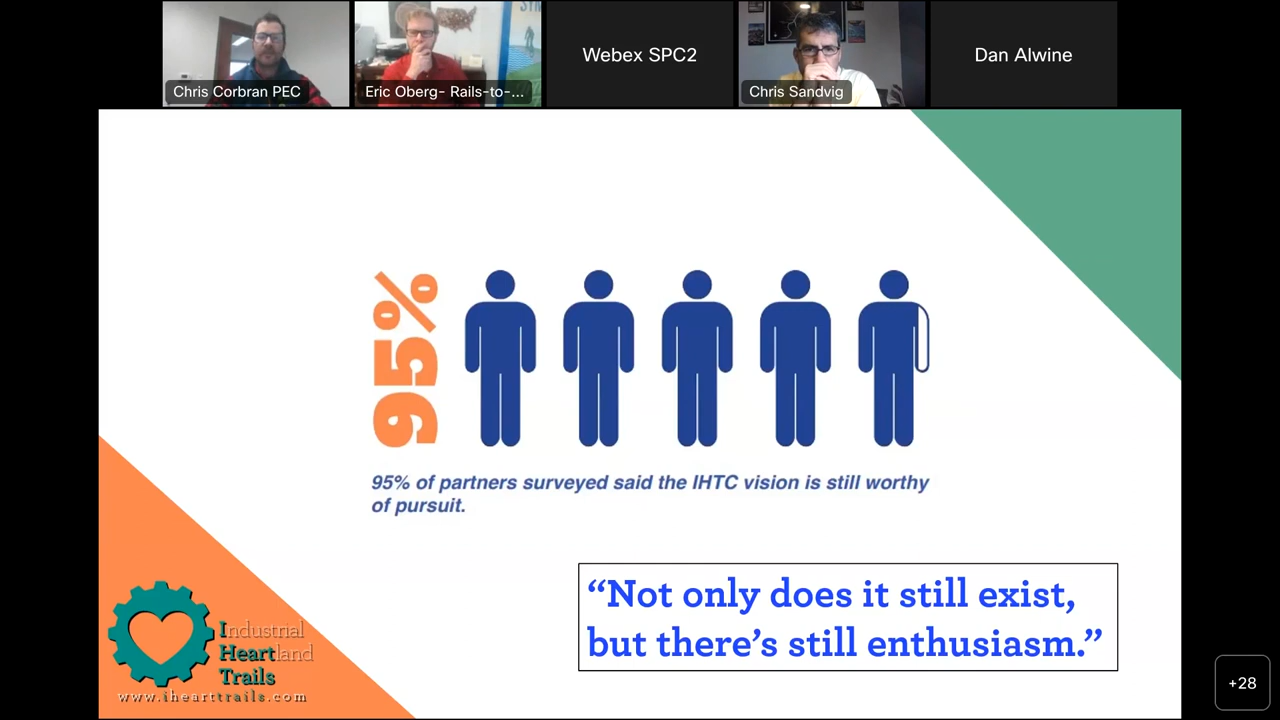 Chris Corbran PEC
Eric Oberg- Rails-to-...
Webex SPC2
Chris Sandvig
Dan Alwine
95%
95% of partners surveyed said the IHTC vision is still worthy
of pursuit.
“Not only does it still exist,
but there’s still enthusiasm.”
Industrial
Heartland
Trails
www.ihearttrails.com
+28